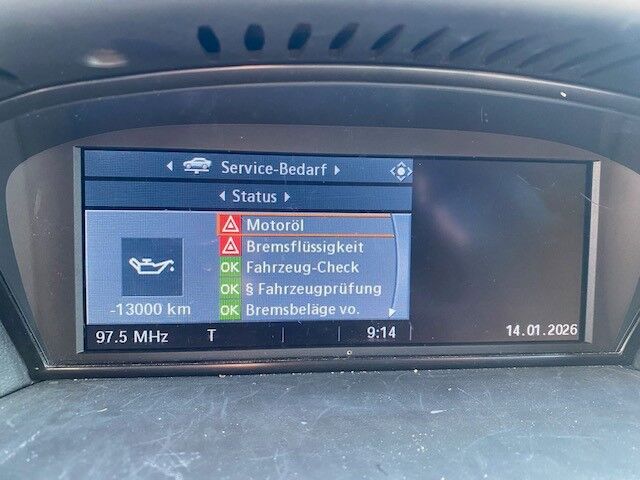 Service-Bedarf
Status
Motoröl
Bremsflüssigkeit
OK Fahrzeug-Check
OK § Fahrzeugprüfung
-13000 km
OK Bremsbeläge vo.
97.5 MHz T 9:14 14.01.2026